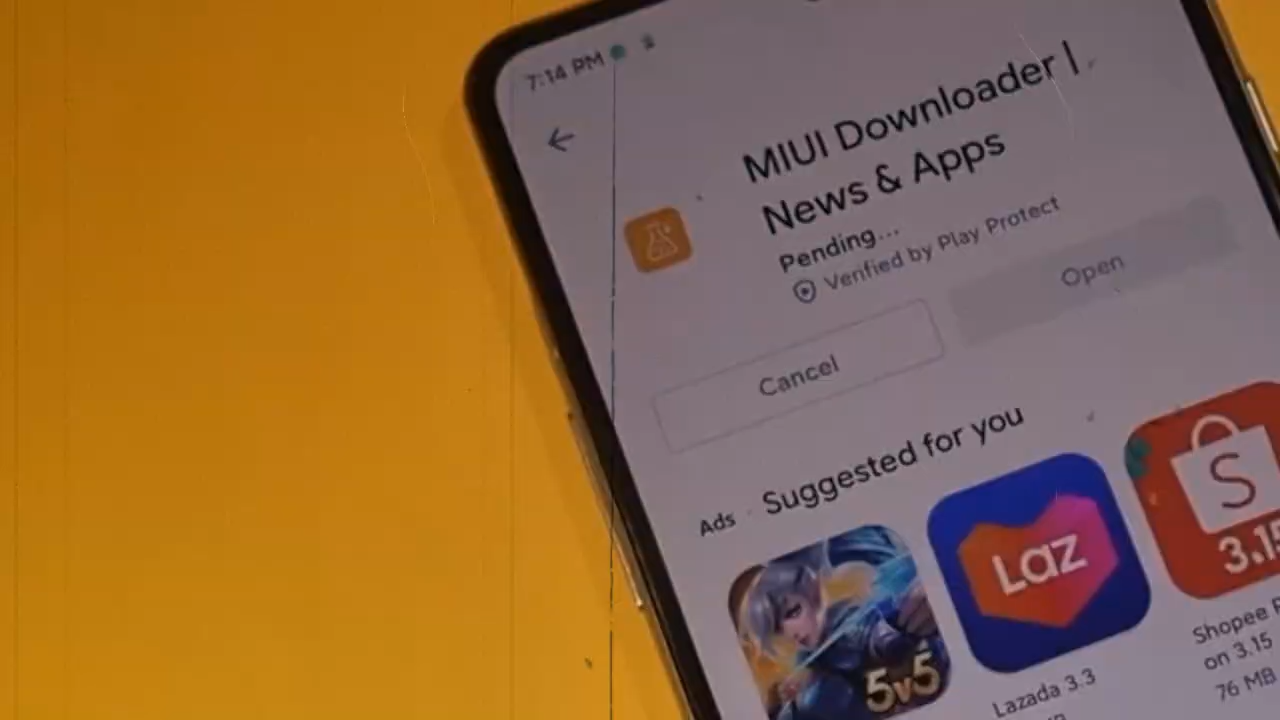 7:14 PM
MIUI Downloader |
News & Apps
Pending...
Verified by Play Protect
Cancel
Open
Ads · Suggested for you
5v5
Laz
S
3.15
Lazada 3.3
Shopee
on 3.15
76 MB